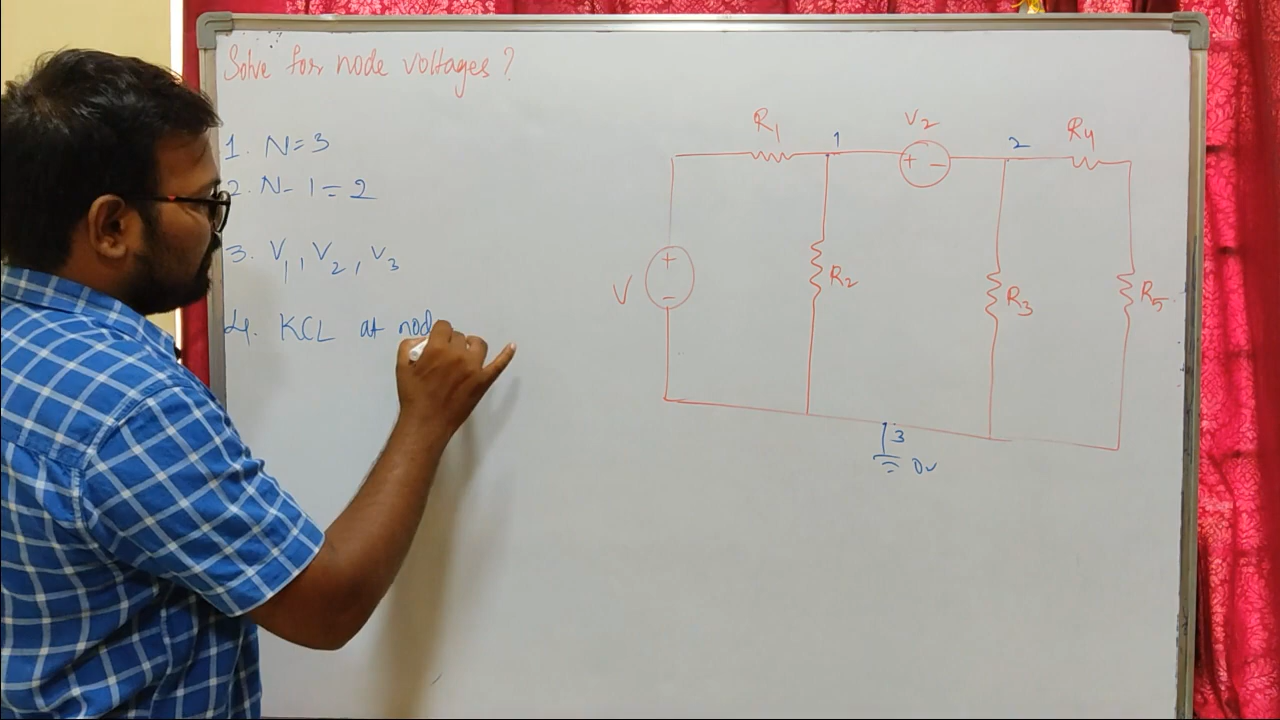 Solve for node voltages ?
1. N=3
2. N-1=2
3. V1, V2, V3
4. KCL at nod
R1
1
V2
2
R4
+ -
+
-
V
R2
R3
R5
3
0v